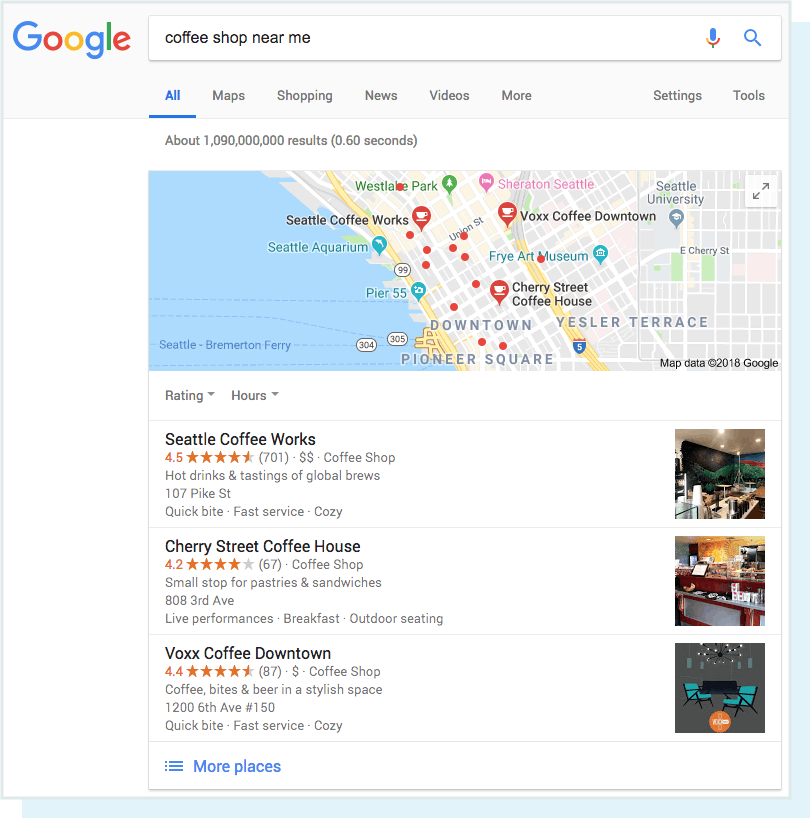 Google
coffee shop near me
All Maps Shopping News Videos More Settings Tools
About 1,090,000,000 results (0.60 seconds)
Westlake Park
Sheraton Seattle
Seattle
University
Seattle Coffee Works
Voxx Coffee Downtown
Union St
Seattle Aquarium
Frye Art Museum
E Cherry St
99
Pier 55
Cherry Street
Coffee House
DOWNTOWN
YESLER TERRACE
Seattle - Bremerton Ferry
304
305
5
PIONEER SQUARE
Map data ©2018 Google
Rating Hours
Seattle Coffee Works
4.5 (701) · $$ · Coffee Shop
Hot drinks & tastings of global brews
107 Pike St
Quick bite · Fast service · Cozy
Cherry Street Coffee House
4.2 (67) · Coffee Shop
Small stop for pastries & sandwiches
808 3rd Ave
Live performances · Breakfast · Outdoor seating
Voxx Coffee Downtown
4.4 (87) · $ · Coffee Shop
Coffee, bites & beer in a stylish space
1200 6th Ave #150
Quick bite · Fast service · Cozy
More places